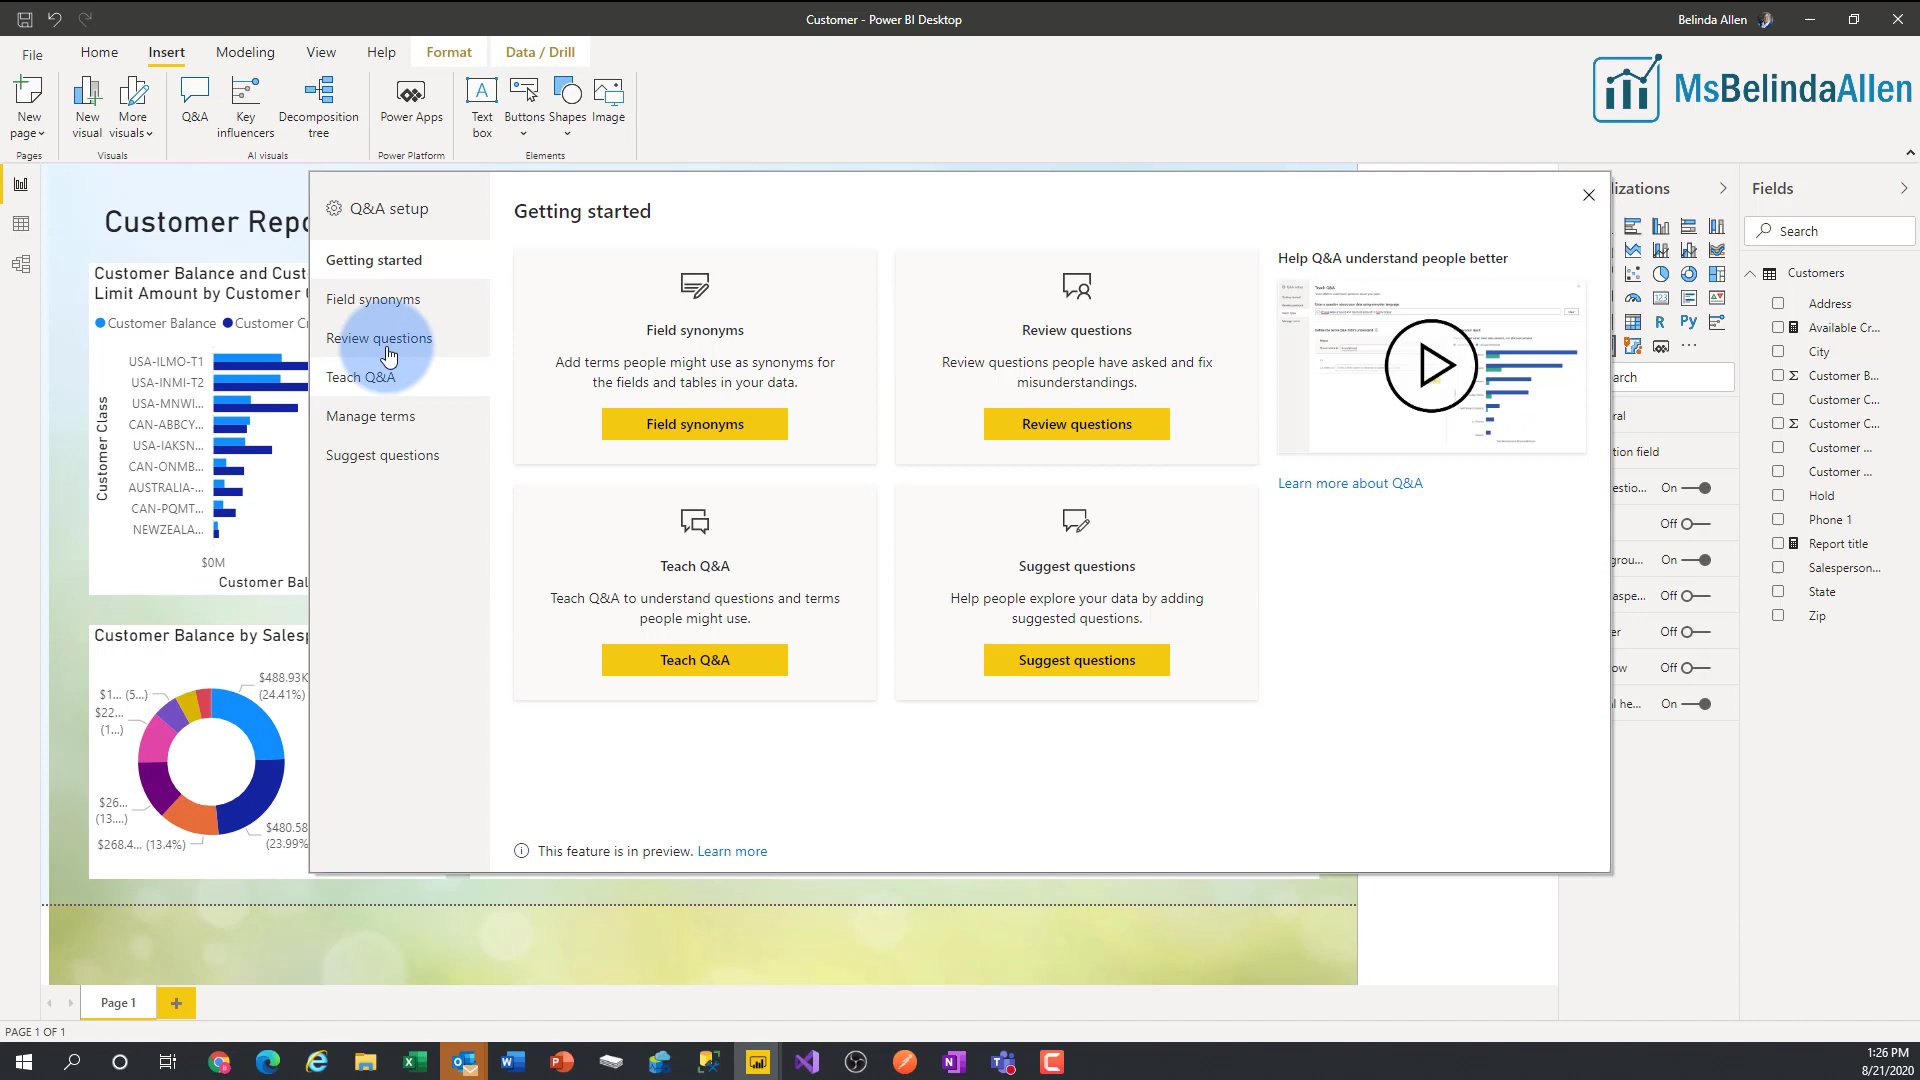 Customer - Power BI Desktop
Belinda Allen
File
Home
Insert
Modeling
View
Help
Format
Data / Drill
New page
New visual
More visuals
Q&A
Key influencers
Decomposition tree
Power Apps
Text box
Buttons
Shapes
Image
Pages
Visuals
AI visuals
Power Platform
Elements
MsBelindaAllen
Customer Repo
Customer Balance and Cust
Limit Amount by Customer
Customer Balance
Customer Cr
USA-ILMO-T1
USA-INMI-T2
USA-MNWI...
CAN-ABBCY...
USA-IAKSN...
CAN-ONMB...
AUSTRALIA-...
CAN-PQMT...
NEWZEALA...
Customer Class
$0M
Customer Bal
Customer Balance by Salesp
$488.93K
(24.41%)
$1... (5...)
$22...
(1...)
$26...
(13....)
$268.4... (13.4%)
$480.58
(23.99%
Q&A setup
Getting started
Field synonyms
Review questions
Teach Q&A
Manage terms
Suggest questions
Getting started
Field synonyms
Add terms people might use as synonyms for
the fields and tables in your data.
Field synonyms
Review questions
Review questions people have asked and fix
misunderstandings.
Review questions
Teach Q&A
Teach Q&A to understand questions and terms
people might use.
Teach Q&A
Suggest questions
Help people explore your data by adding
suggested questions.
Suggest questions
Help Q&A understand people better
Learn more about Q&A
This feature is in preview. Learn more
lizations
R
Py
arch
ral
tion field
estio... On
Off
grou... On
aspe... Off
er Off
ow Off
l he... On
Fields
Search
Customers
Address
Available Cr...
City
Σ Customer B...
Customer C...
Σ Customer C...
Customer ...
Customer ...
Hold
Phone 1
Report title
Salesperson...
State
Zip
Page 1
PAGE 1 OF 1
1:26 PM
8/21/2020